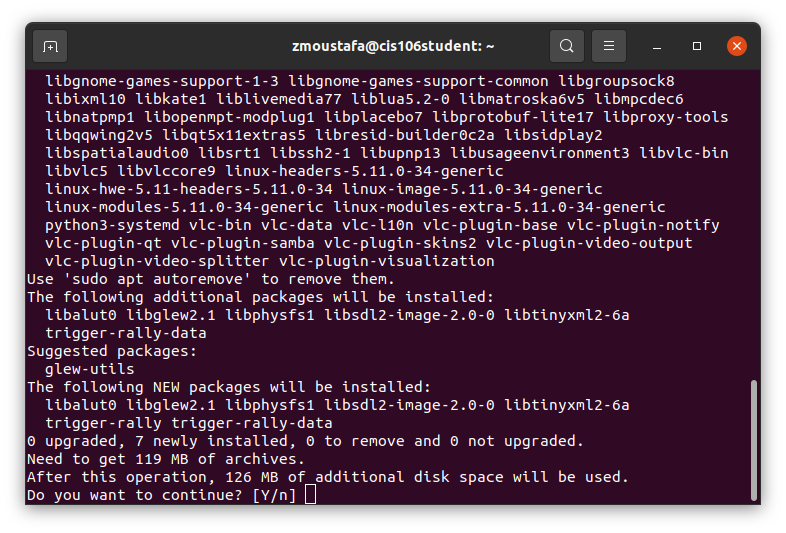 zmoustafa@cis106student: ~
libgnome-games-support-1-3 libgnome-games-support-common libgroupsock8
libixml10 libkate1 liblivemedia77 liblua5.2-0 libmatroska6v5 libmpcdec6
libnatpmp1 libopenmpt-modplug1 libplacebo7 libprotobuf-lite17 libproxy-tools
libqqwing2v5 libqt5x11extras5 libresid-builder0c2a libsidplay2
libspatialaudio0 libsrt1 libssh2-1 libupnp13 libusageenvironment3 libvlc-bin
libvlc5 libvlccore9 linux-headers-5.11.0-34-generic
linux-hwe-5.11-headers-5.11.0-34 linux-image-5.11.0-34-generic
linux-modules-5.11.0-34-generic linux-modules-extra-5.11.0-34-generic
python3-systemd vlc-bin vlc-data vlc-l10n vlc-plugin-base vlc-plugin-notify
vlc-plugin-qt vlc-plugin-samba vlc-plugin-skins2 vlc-plugin-video-output
vlc-plugin-video-splitter vlc-plugin-visualization
Use 'sudo apt autoremove' to remove them.
The following additional packages will be installed:
libalut0 libglew2.1 libphysfs1 libsdl2-image-2.0-0 libtinyxml2-6a
trigger-rally-data
Suggested packages:
glew-utils
The following NEW packages will be installed:
libalut0 libglew2.1 libphysfs1 libsdl2-image-2.0-0 libtinyxml2-6a
trigger-rally trigger-rally-data
0 upgraded, 7 newly installed, 0 to remove and 0 not upgraded.
Need to get 119 MB of archives.
After this operation, 126 MB of additional disk space will be used.
Do you want to continue? [Y/n]